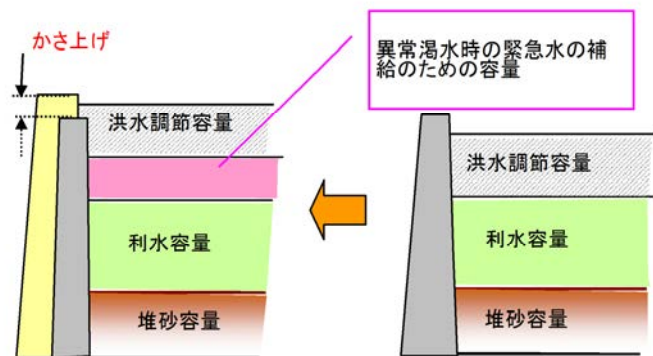 かさ上げ
異常渇水時の緊急水の補
給のための容量
洪水調節容量
利水容量
堆砂容量
洪水調節容量
利水容量
堆砂容量